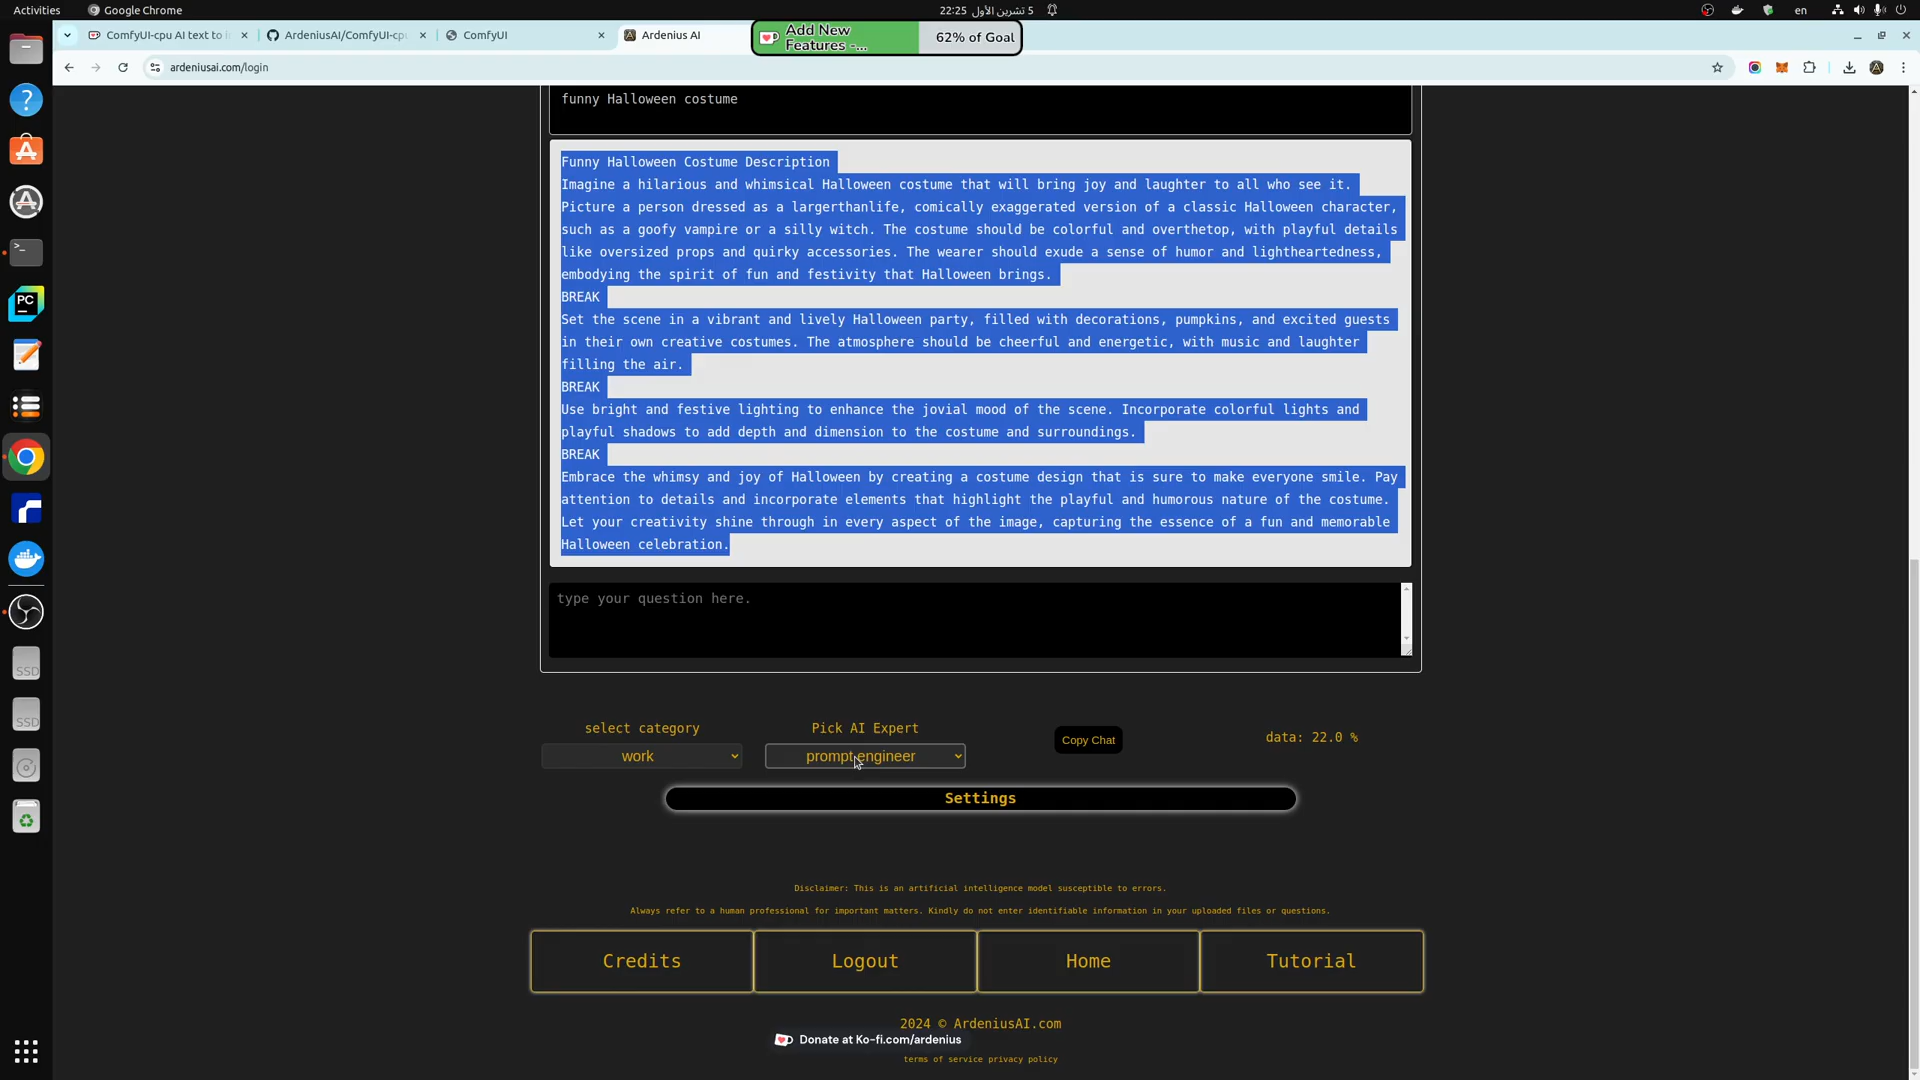 Activities
Google Chrome
5 تشرين الأول 22:25
en
ComfyUI-cpu AI text to i
ArdeniusAI/ComfyUI-cpu
ComfyUI
Ardenius AI
Add New
Features -...
62% of Goal
ardeniusai.com/login
funny Halloween costume
Funny Halloween Costume Description
Imagine a hilarious and whimsical Halloween costume that will bring joy and laughter to all who see it.
Picture a person dressed as a largerthanlife, comically exaggerated version of a classic Halloween character,
such as a goofy vampire or a silly witch. The costume should be colorful and overthetop, with playful details
like oversized props and quirky accessories. The wearer should exude a sense of humor and lightheartedness,
embodying the spirit of fun and festivity that Halloween brings.
BREAK
Set the scene in a vibrant and lively Halloween party, filled with decorations, pumpkins, and excited guests
in their own creative costumes. The atmosphere should be cheerful and energetic, with music and laughter
filling the air.
BREAK
Use bright and festive lighting to enhance the jovial mood of the scene. Incorporate colorful lights and
playful shadows to add depth and dimension to the costume and surroundings.
BREAK
Embrace the whimsy and joy of Halloween by creating a costume design that is sure to make everyone smile. Pay
attention to details and incorporate elements that highlight the playful and humorous nature of the costume.
Let your creativity shine through in every aspect of the image, capturing the essence of a fun and memorable
Halloween celebration.
type your question here.
select category
Pick AI Expert
work
prompt engineer
Copy Chat
data: 22.0 %
Settings
Disclaimer: This is an artificial intelligence model susceptible to errors.
Always refer to a human professional for important matters. Kindly do not enter identifiable information in your uploaded files or questions.
Credits
Logout
Home
Tutorial
2024 © ArdeniusAI.com
Donate at Ko-fi.com/ardenius
terms of service privacy policy
PC
SSD
SSD